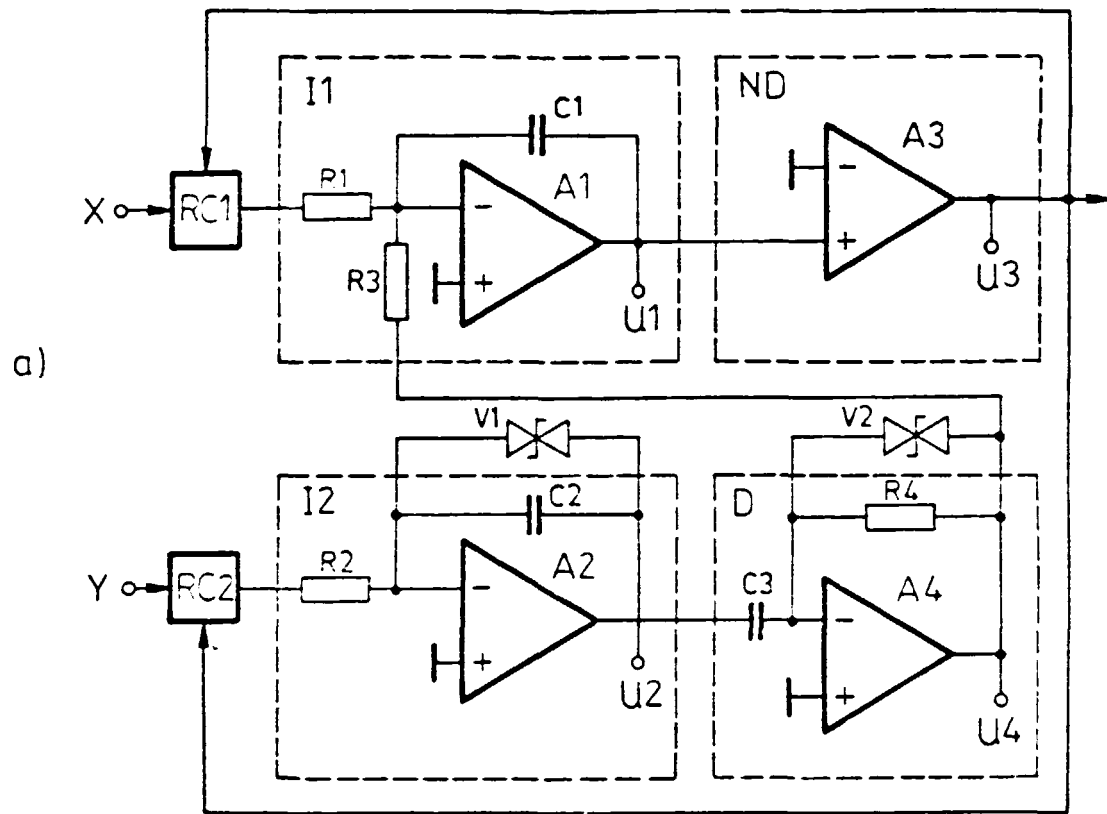 I1
ND
C1
A3
R1
A1
X
RC1
-
-
+
R3
+
U1
U3
a)
V1
V2
I2
C2
D
R4
R2
A2
C3
A4
Y
RC2
-
-
+
+
U2
U4